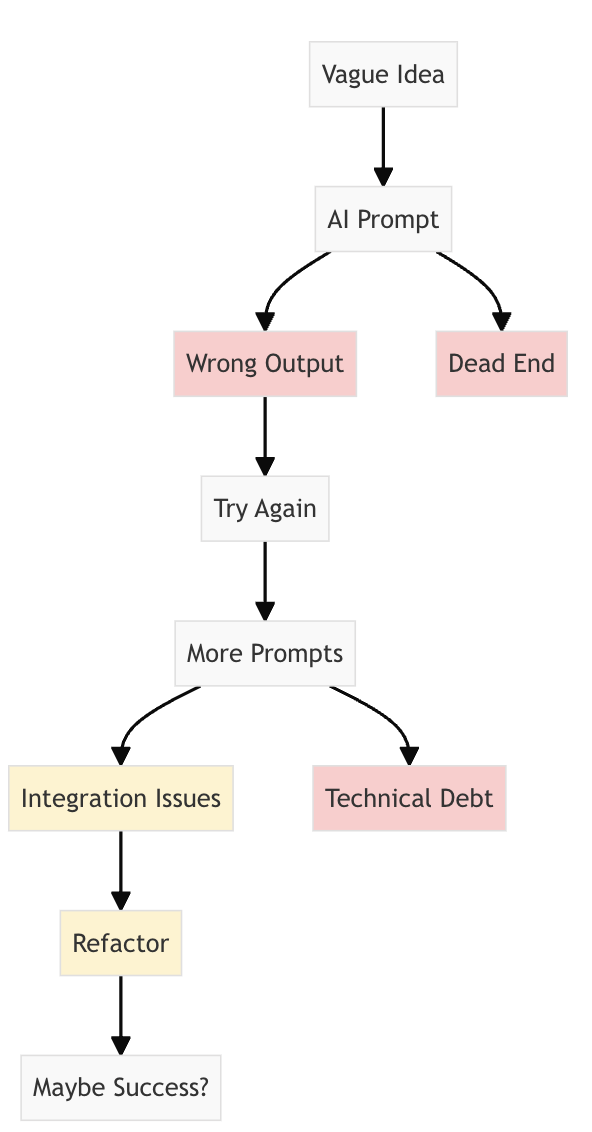 Vague Idea
AI Prompt
Wrong Output
Dead End
Try Again
More Prompts
Integration Issues
Technical Debt
Refactor
Maybe Success?